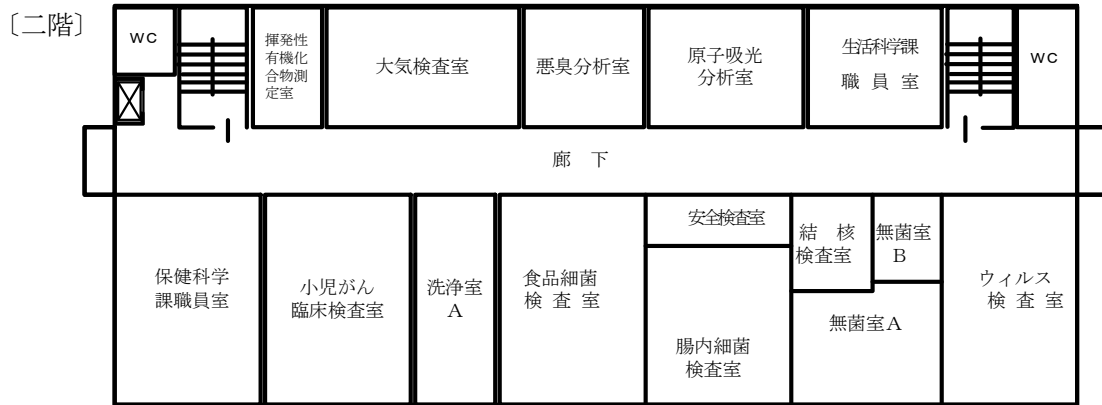 〔二階〕
WC
揮発性
有機化
合物測
定室
大気検査室
悪臭分析室
原子吸光
分析室
生活科学課
職員室
WC
廊下
保健科学
課職員室
小児がん
臨床検査室
洗浄室
A
食品細菌
検査室
安全検査室
腸内細菌
検査室
結核
検査室
無菌室
B
無菌室A
ウィルス
検査室